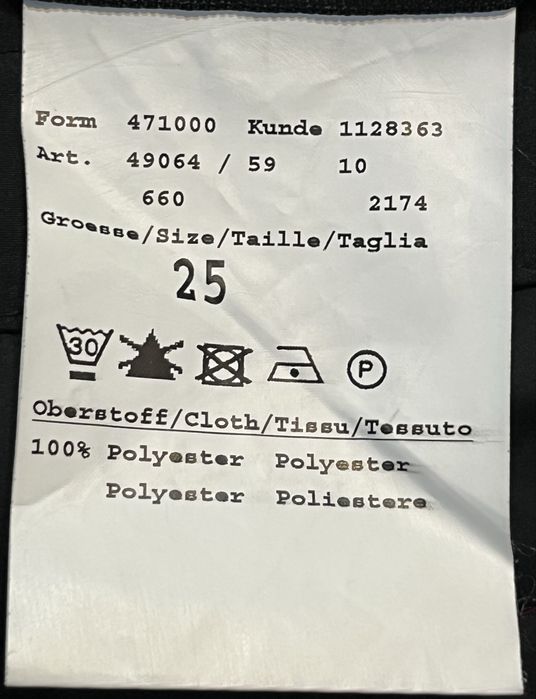 Form 471000 Kunde 1128363
Art. 49064 / 59 10
660 2174
Groesse/Size/Taille/Taglia
25
30 P
Oberstoff/Cloth/Tissu/Tessuto
100% Polyester Polyester
Polyester Poliestere